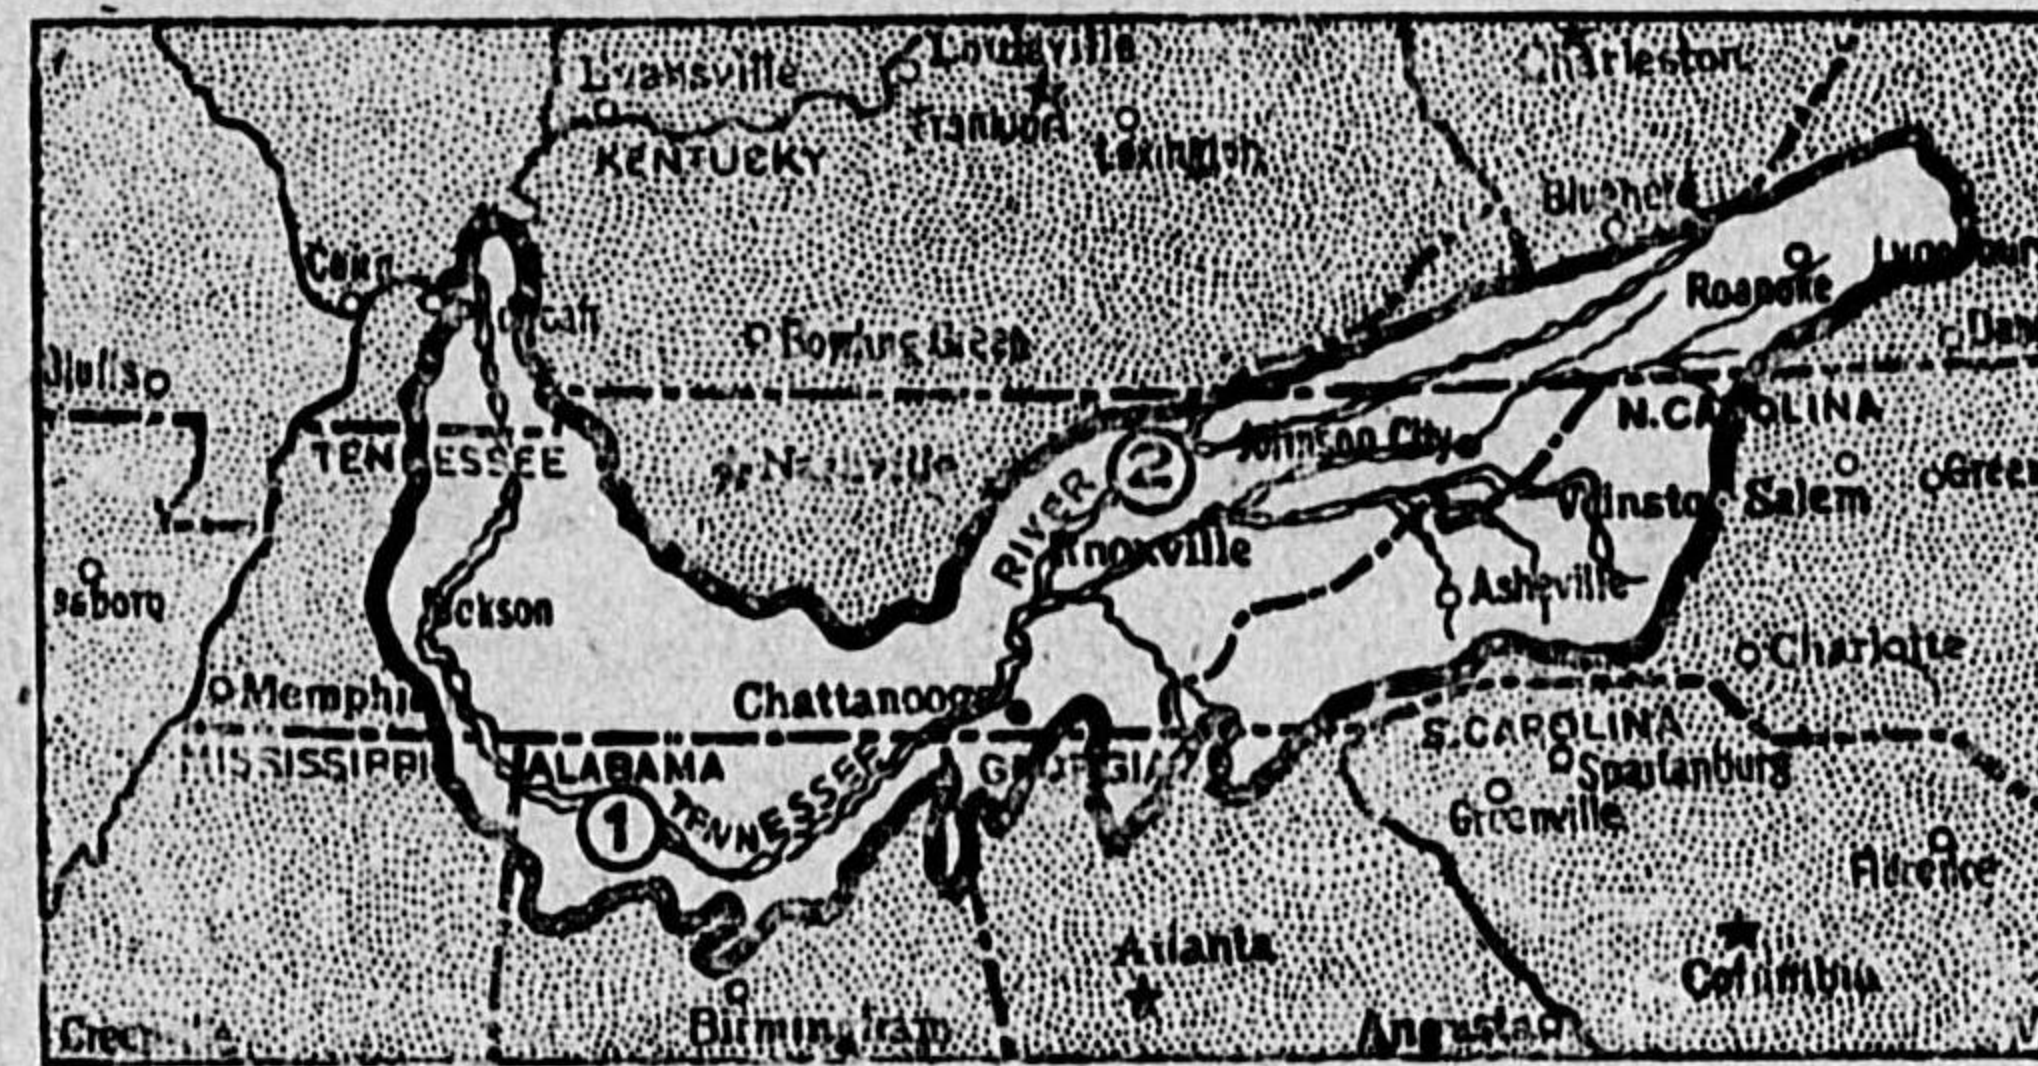 Louisville
Charleston
Evansville
Frankfort
Lexington
KENTUCKY
Cairo
Roanoke
Bowling Green
Bluffs
N. CAROLINA
Johnson City
TENNESSEE
Nashville
2
Winston Salem
RIVER
Knoxville
Asheville
Jackson
Charlotte
Memphis
Chattanooga
S. CAROLINA
MISSISSIPPI
ALABAMA
GEORGIA
Spartanburg
TENNESSEE
1
Greenville
Florence
Atlanta
Columbia
Birmingham
Augusta